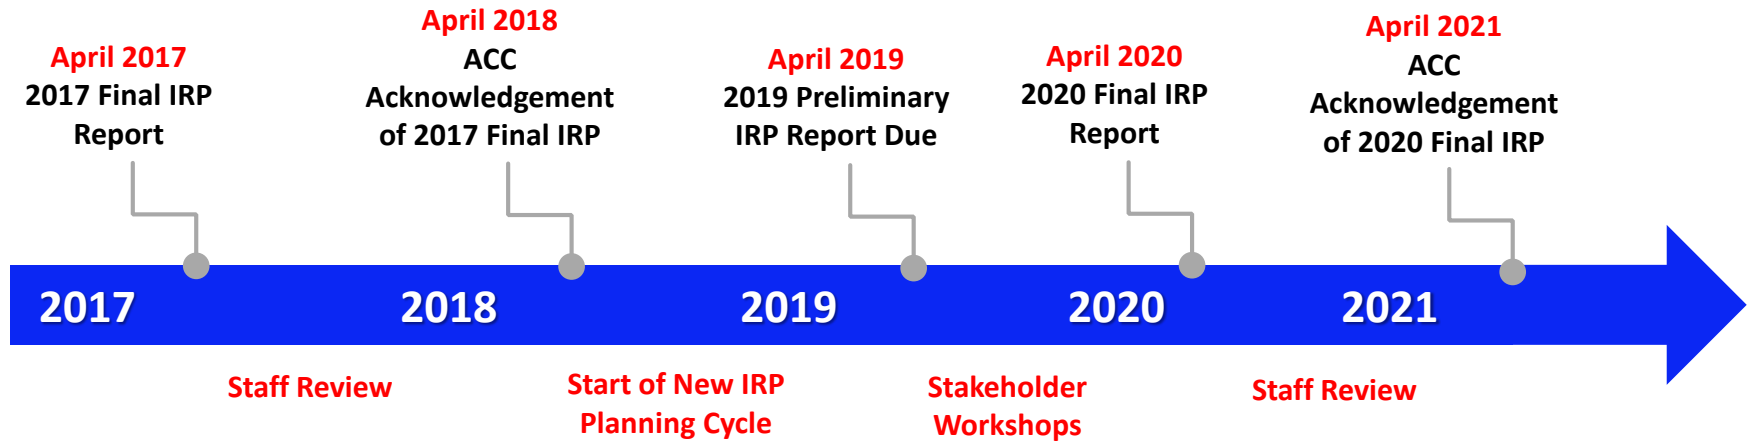 April 2017
2017 Final IRP
Report
April 2018
ACC
Acknowledgement
of 2017 Final IRP
April 2019
2019 Preliminary
IRP Report Due
April 2020
2020 Final IRP
Report
April 2021
ACC
Acknowledgement
of 2020 Final IRP
2017
2018
2019
2020
2021
Staff Review
Start of New IRP
Planning Cycle
Stakeholder
Workshops
Staff Review